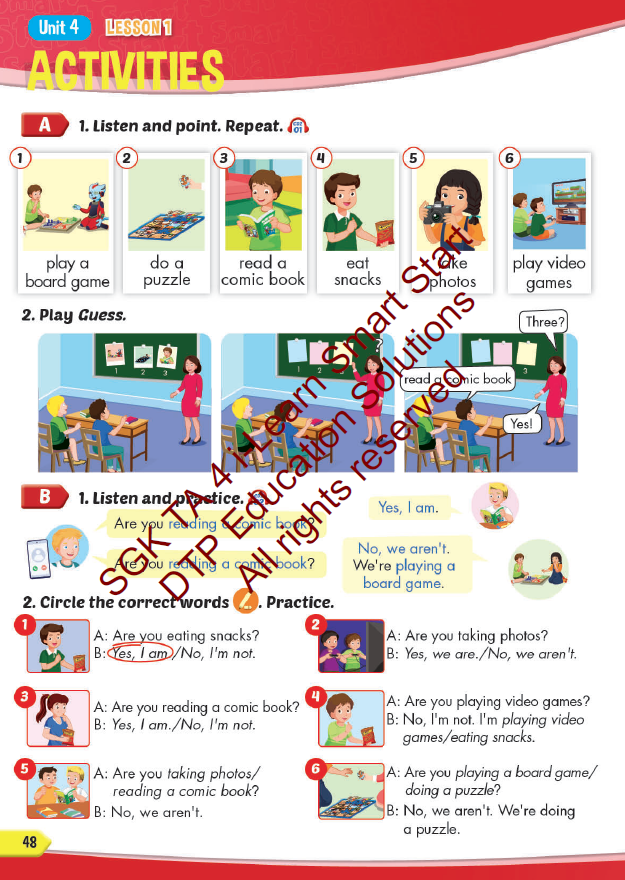 Unit 4
LESSON 1
ACTIVITIES
A
1. Listen and point. Repeat.
CD2
01
1
2
3
4
5
6
play a
board game
do a
puzzle
read a
comic book
eat
snacks
take
photos
play video
games
2. Play Guess.
1 2 3
?
Three?
read a comic book
Yes!
3
B
1. Listen and practice.
Are you reading a comic book?
Yes, I am.
Are you reading a comic book?
No, we aren't.
We're playing a
board game.
2. Circle the correct words. Practice.
1
A: Are you eating snacks?
B: Yes, I am./No, I'm not.
2
A: Are you taking photos?
B: Yes, we are./No, we aren't.
3
A: Are you reading a comic book?
B: Yes, I am./No, I'm not.
4
A: Are you playing video games?
B: No, I'm not. I'm playing video
games/eating snacks.
5
A: Are you taking photos/
reading a comic book?
B: No, we aren't.
6
A: Are you playing a board game/
doing a puzzle?
B: No, we aren't. We're doing
a puzzle.
48
SGK TA 4 i-Learn Smart Start
DTP Education Solutions
All rights reserved